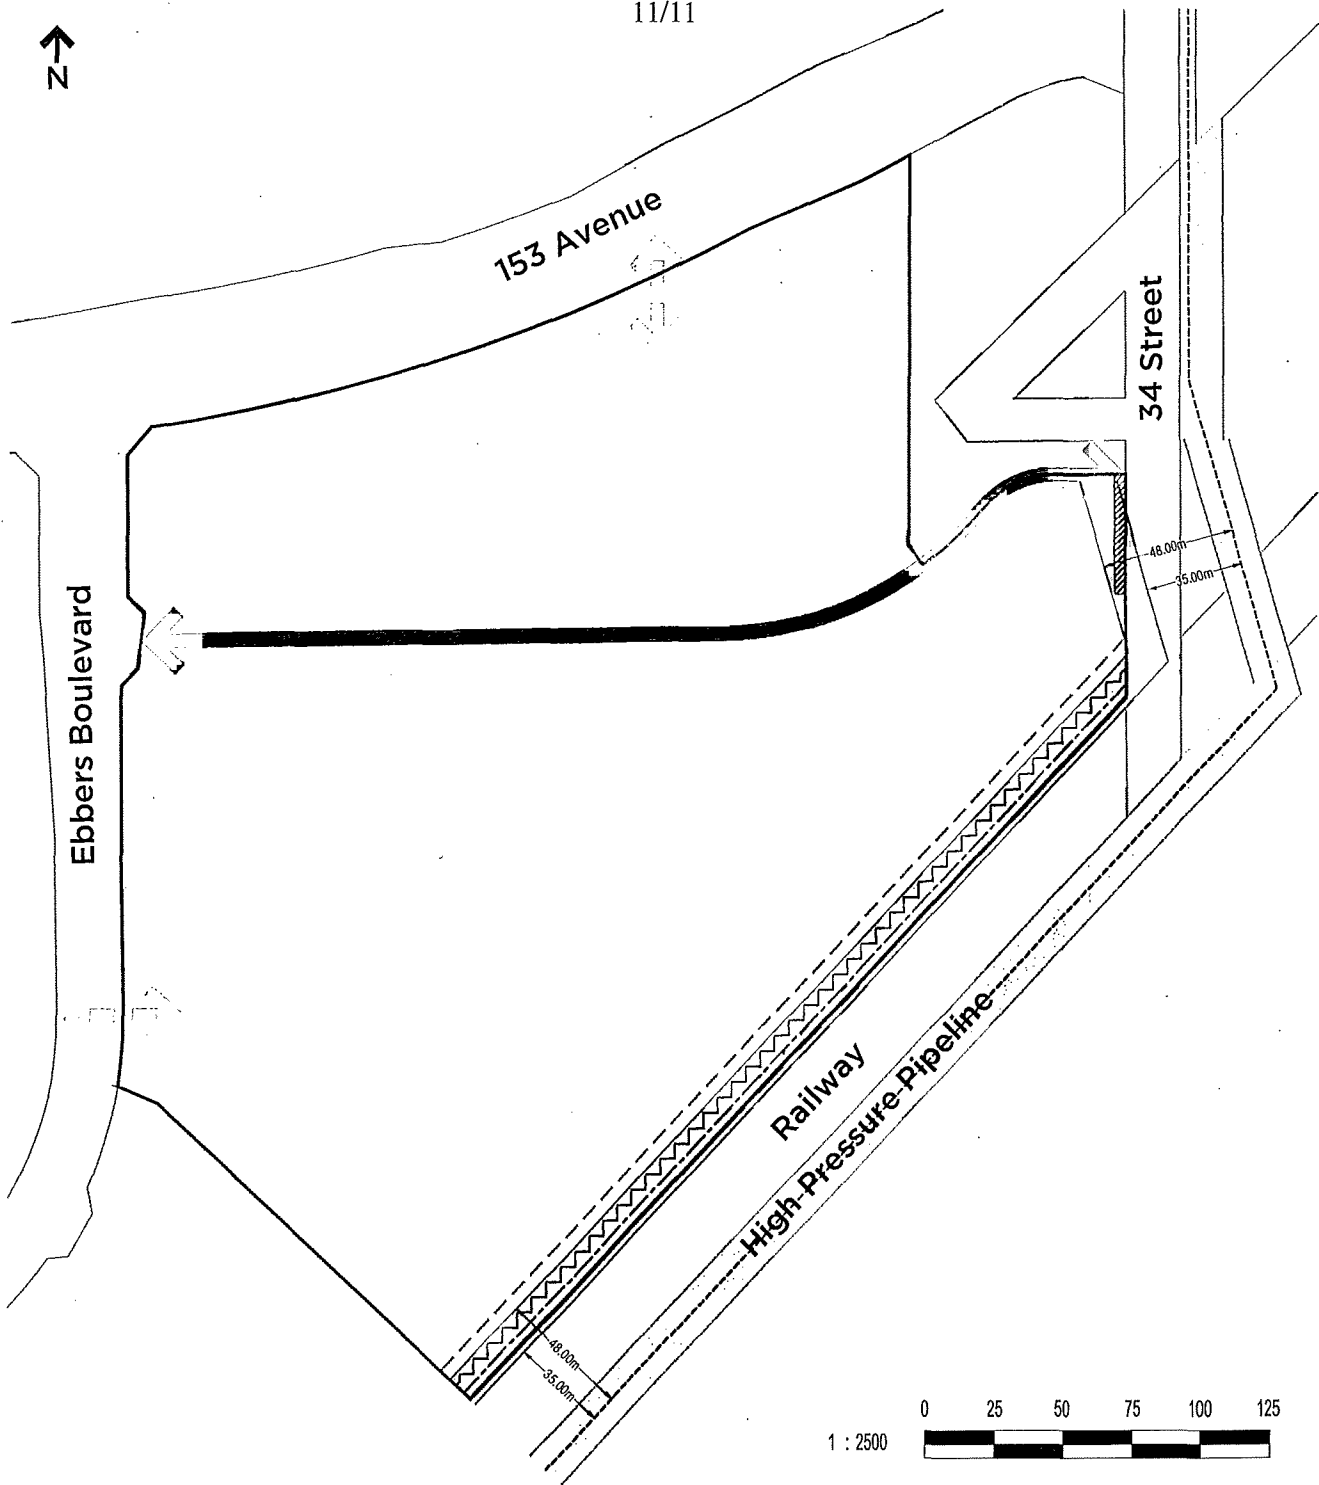 11/11
N
153 Avenue
34 Street
48.00m
35.00m
Ebbers Boulevard
Railway
High Pressure Pipeline
48.00m
35.00m
0 25 50 75 100 125
1 : 2500